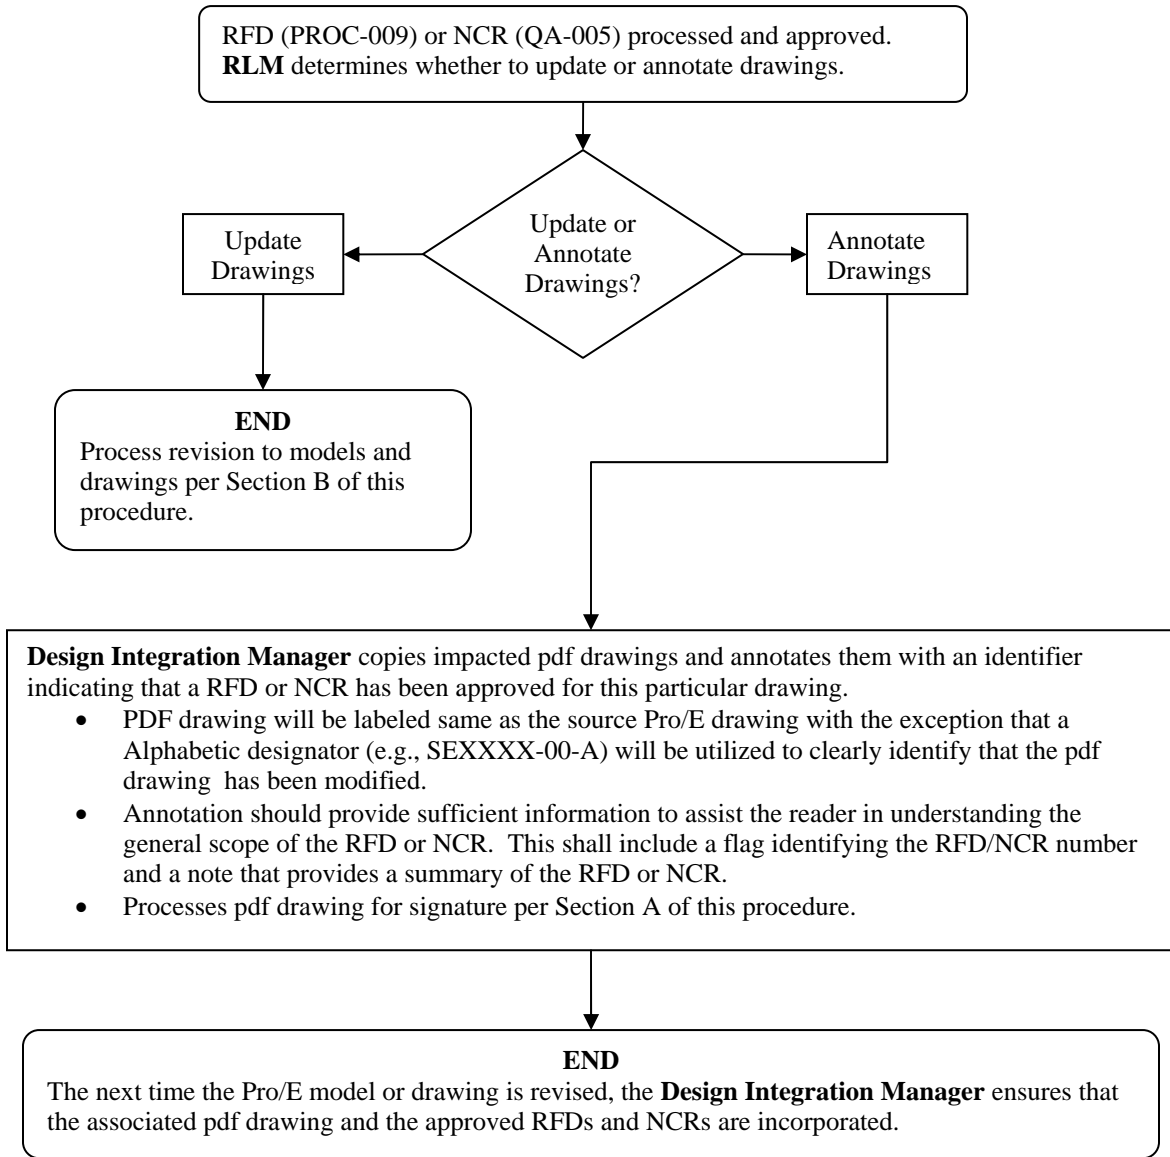 RFD (PROC-009) or NCR (QA-005) processed and approved.
RLM determines whether to update or annotate drawings.
Update or
Annotate
Drawings?
Update
Drawings
Annotate
Drawings
END
Process revision to models and
drawings per Section B of this
procedure.
Design Integration Manager copies impacted pdf drawings and annotates them with an identifier
indicating that a RFD or NCR has been approved for this particular drawing.
• PDF drawing will be labeled same as the source Pro/E drawing with the exception that a
Alphabetic designator (e.g., SEXXXX-00-A) will be utilized to clearly identify that the pdf
drawing has been modified.
• Annotation should provide sufficient information to assist the reader in understanding the
general scope of the RFD or NCR. This shall include a flag identifying the RFD/NCR number
and a note that provides a summary of the RFD or NCR.
• Processes pdf drawing for signature per Section A of this procedure.
END
The next time the Pro/E model or drawing is revised, the Design Integration Manager ensures that
the associated pdf drawing and the approved RFDs and NCRs are incorporated.